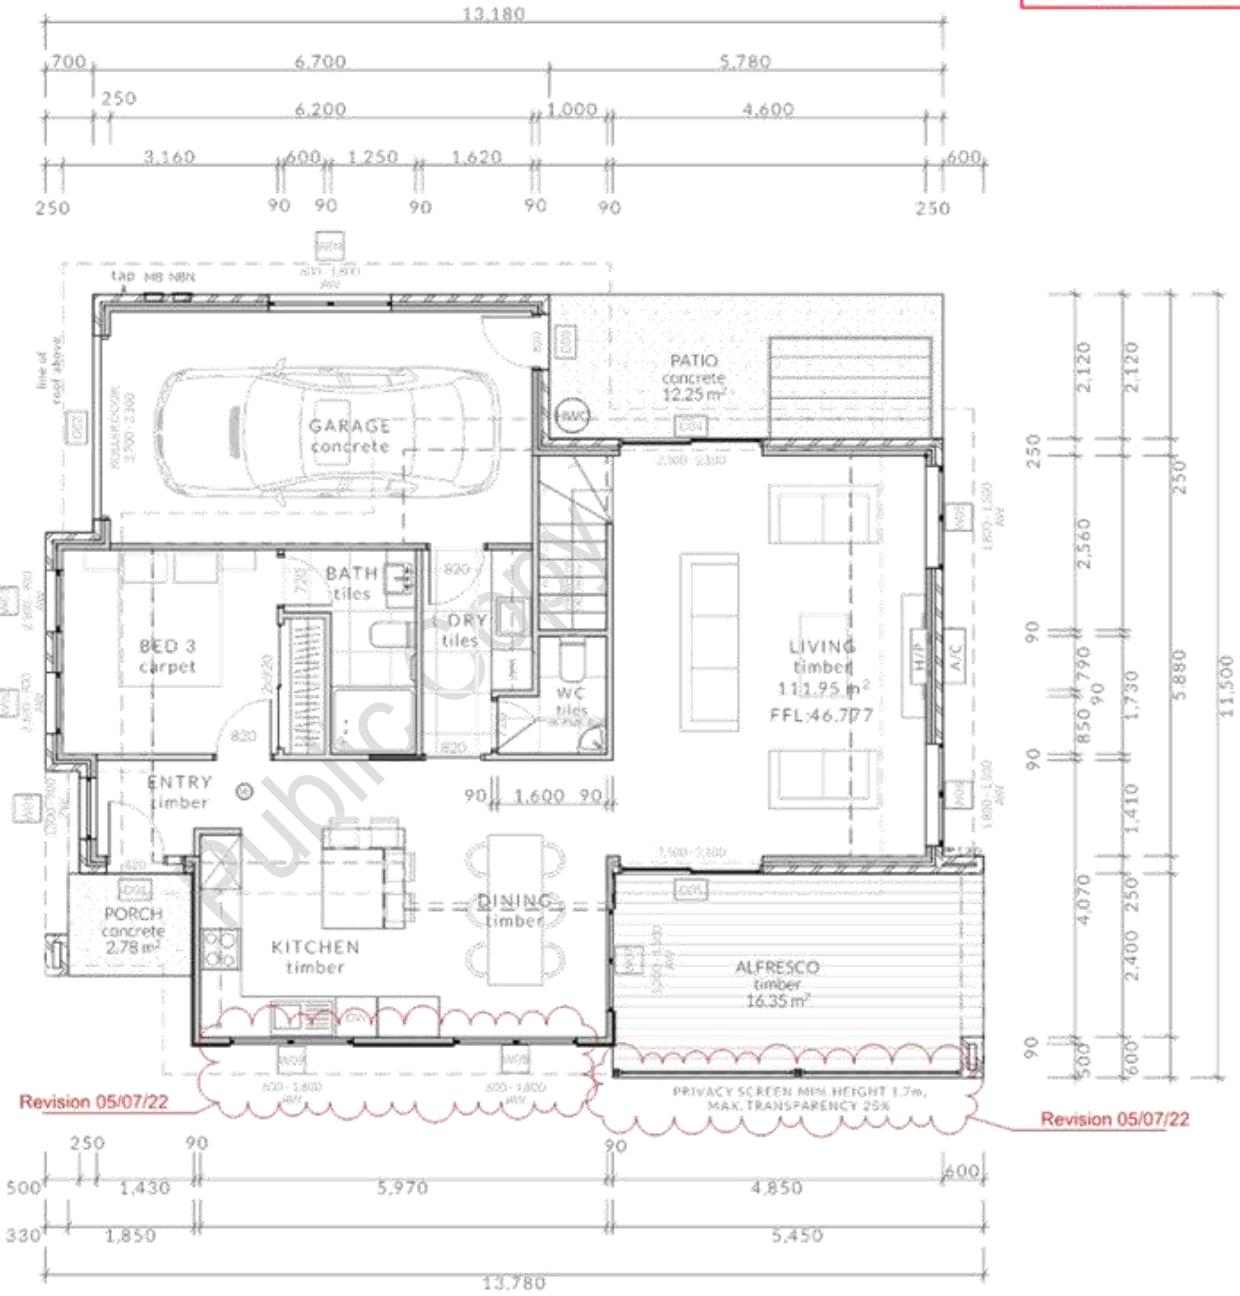 13,180
700 6,700 5,780
250 6,200 1,000 4,600
3,160 600 1,250 1,620 600
250 90 90 90 90 90 250
tap MB NBN
line of
roof above
GARAGE
concrete
HWC
PATIO
concrete
12.25 m²
BATH
tiles
720
820
DRY
tiles
BED 3
carpet
2x920
820
820
WC
tiles
LIVING
timber
111.95 m²
FFL:46.777
H/P
A/C
ENTRY
timber
90 1,600 90
PORCH
concrete
2.78 m²
KITCHEN
timber
DINING
timber
ALFRESCO
timber
16.35 m²
PRIVACY SCREEN MIN. HEIGHT 1.7m,
MAX. TRANSPARENCY 25%
Revision 05/07/22
Revision 05/07/22
Public Copy
2,120 2,120
250 250
2,560
90 790 90 1,730 5,880 11,500
850
90 1,410
4,070 250
2,400
90 500 600
250 90 90
500 1,430 5,970 4,850 600
330 1,850 5,450
13,780